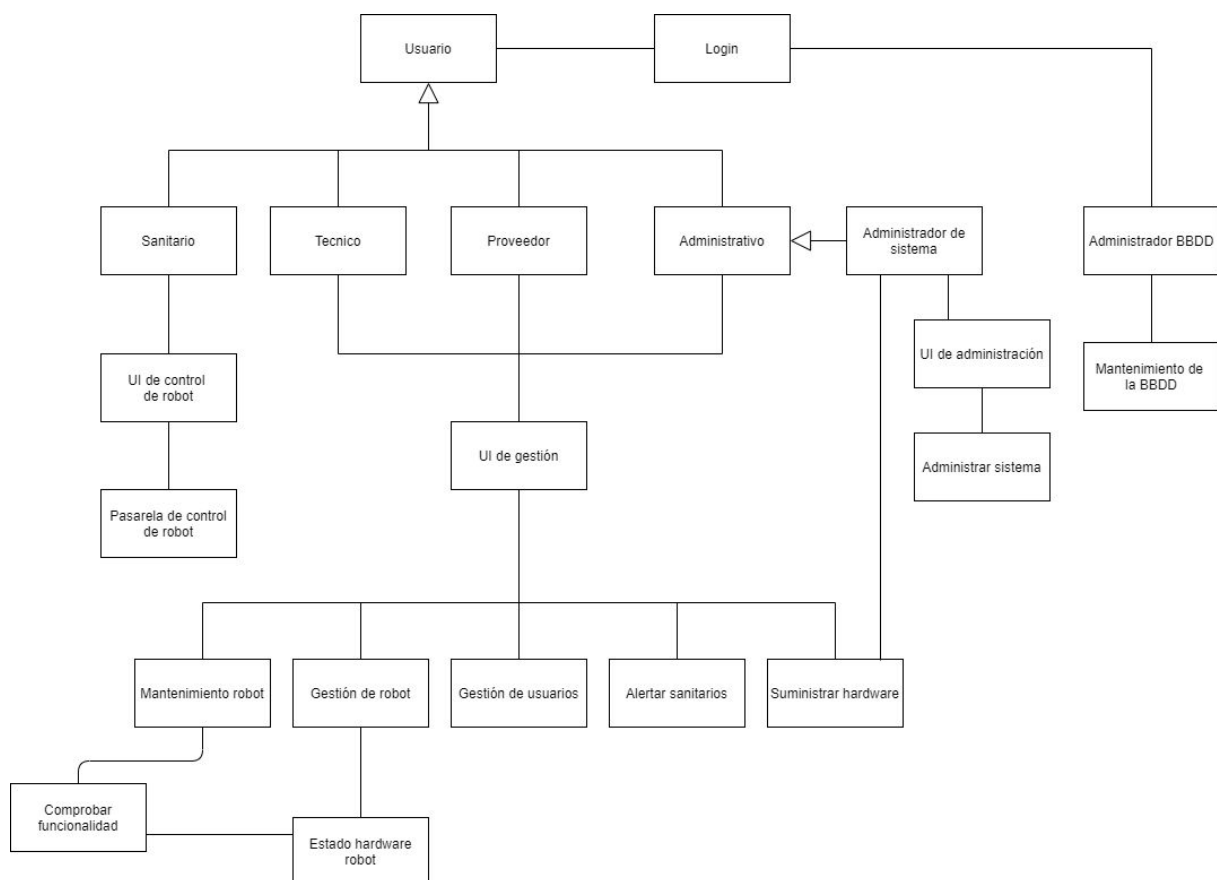 Usuario
Login
Sanitario
Tecnico
Proveedor
Administrativo
Administrador de
sistema
Administrador BBDD
UI de control
de robot
UI de administración
Mantenimiento de
la BBDD
UI de gestión
Administrar sistema
Pasarela de control
de robot
Mantenimiento robot
Gestión de robot
Gestión de usuarios
Alertar sanitarios
Suministrar hardware
Comprobar
funcionalidad
Estado hardware
robot